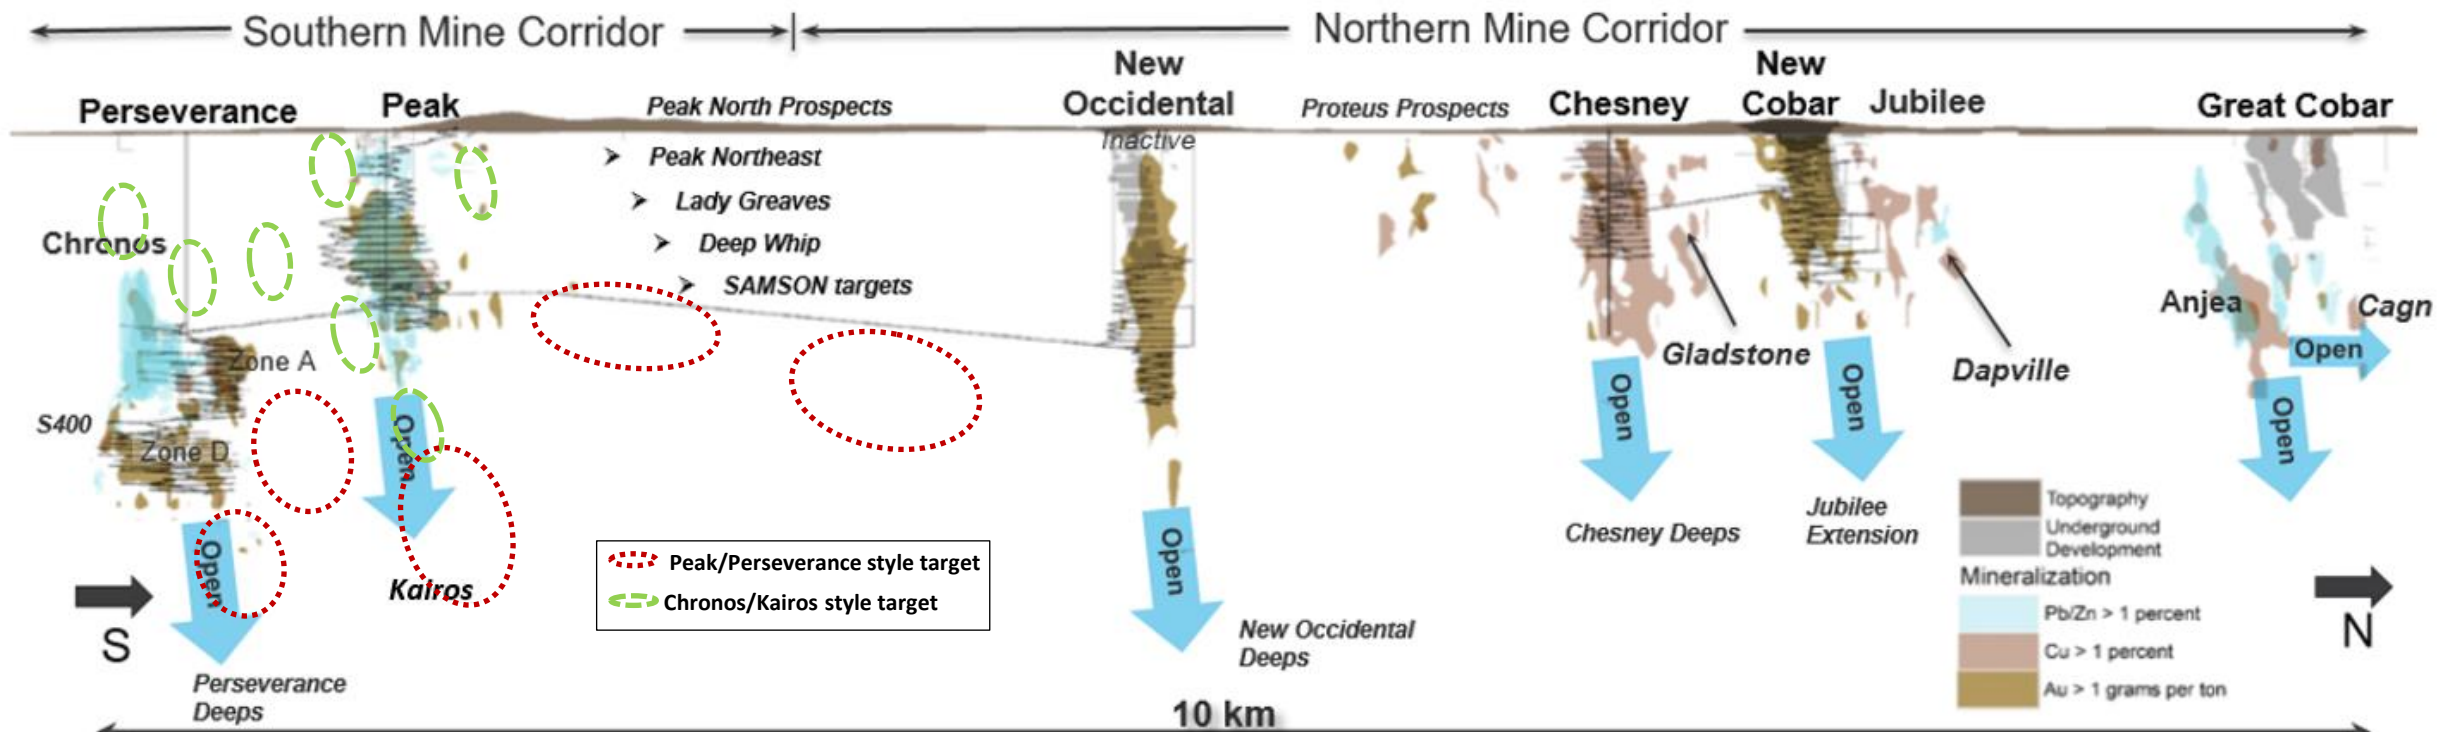 Southern Mine Corridor
Northern Mine Corridor
Perseverance
Peak
Peak North Prospects
New
Occidental
Inactive
Proteus Prospects
Chesney
New
Cobar
Jubilee
Great Cobar
Peak Northeast
Lady Greaves
Deep Whip
SAMSON targets
Chronos
Zone A
S400
Zone D
Open
Open
Kairos
Perseverance
Deeps
Peak/Perseverance style target
Chronos/Kairos style target
Open
New Occidental
Deeps
Open
Chesney Deeps
Gladstone
Open
Jubilee
Extension
Dapville
Anjea
Cagn
Open
Open
Topography
Underground
Development
Mineralization
Pb/Zn > 1 percent
Cu > 1 percent
Au > 1 grams per ton
S
N
10 km